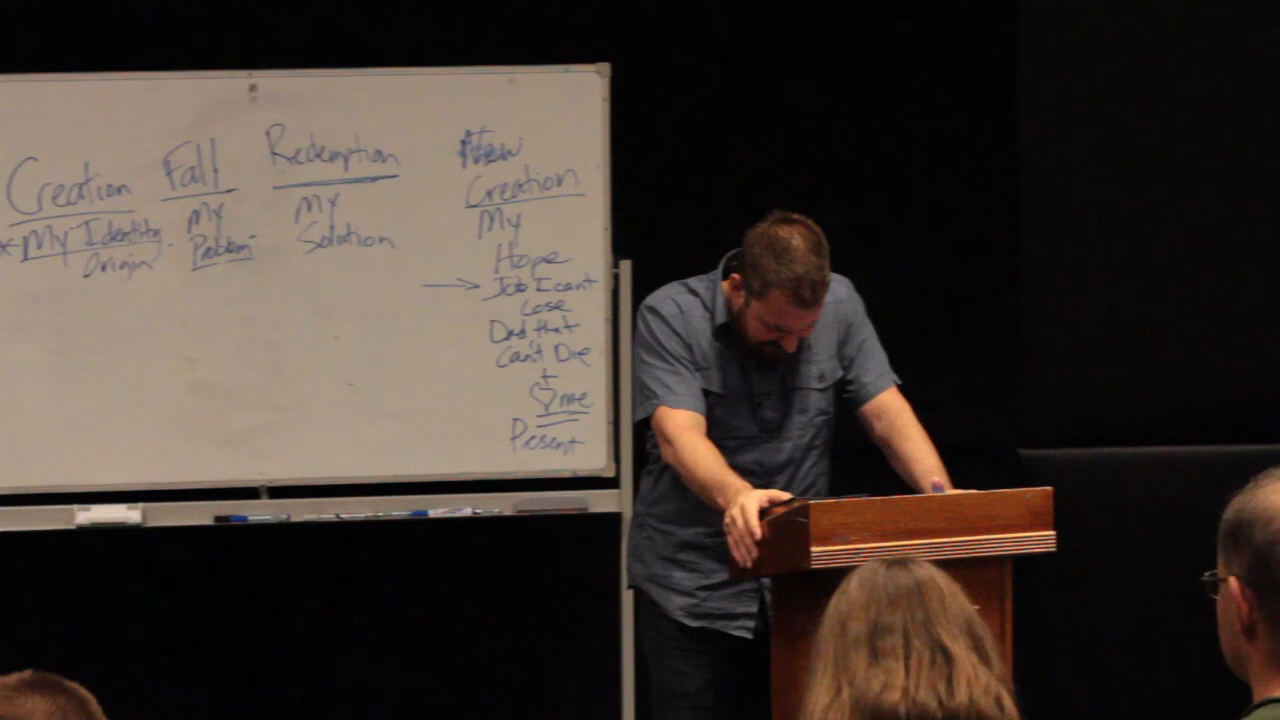 Creation
* My Identity
Origin
Fall
My
Problem
Redemption
My
Solution
New
Creation
My
Hope
→ Job I can't
Lose
Dad that
Can't Die
+
♡ me
Present